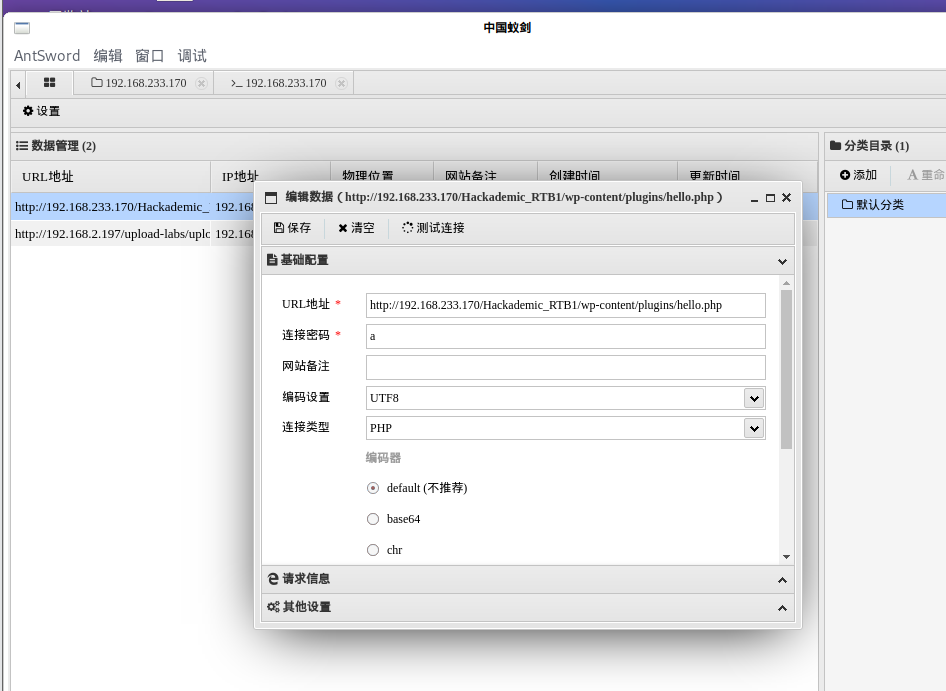 中国蚁剑
AntSword 编辑 窗口 调试
192.168.233.170 >_ 192.168.233.170
设置
数据管理 (2)
URL地址 IP地址 物理位置 网站备注 创建时间 更新时间
http://192.168.233.170/Hackademic_ 192.168
http://192.168.2.197/upload-labs/uplo 192.168
分类目录 (1)
添加 重命
默认分类
编辑数据 ( http://192.168.233.170/Hackademic_RTB1/wp-content/plugins/hello.php )
保存 清空 测试连接
基础配置
URL地址 * http://192.168.233.170/Hackademic_RTB1/wp-content/plugins/hello.php
连接密码 * a
网站备注
编码设置 UTF8
连接类型 PHP
编码器
default (不推荐)
base64
chr
请求信息
其他设置